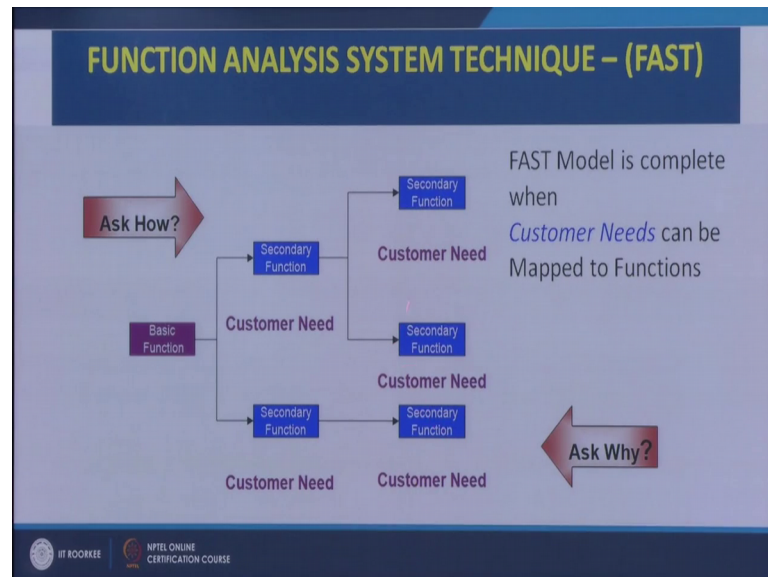 FUNCTION ANALYSIS SYSTEM TECHNIQUE – (FAST)
FAST Model is complete
when
Customer Needs can be
Mapped to Functions
Ask How?
Basic
Function
Secondary
Function
Customer Need
Secondary
Function
Customer Need
Secondary
Function
Customer Need
Secondary
Function
Customer Need
Secondary
Function
Customer Need
Ask Why?
IIT ROORKEE
NPTEL ONLINE
CERTIFICATION COURSE